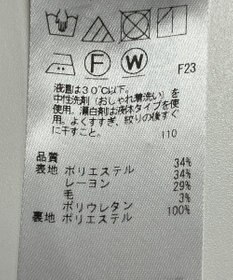 F W F23
液温は30℃以下。
中性洗剤(おしゃれ着洗い)を
使用。漂白剤は液体タイプを使
用。よくすすぎ、絞りの後すぐ
に干すこと。
110
品質
表地 ポリエステル 34%
レーヨン 34%
毛 29%
ポリウレタン 3%
裏地 ポリエステル 100%